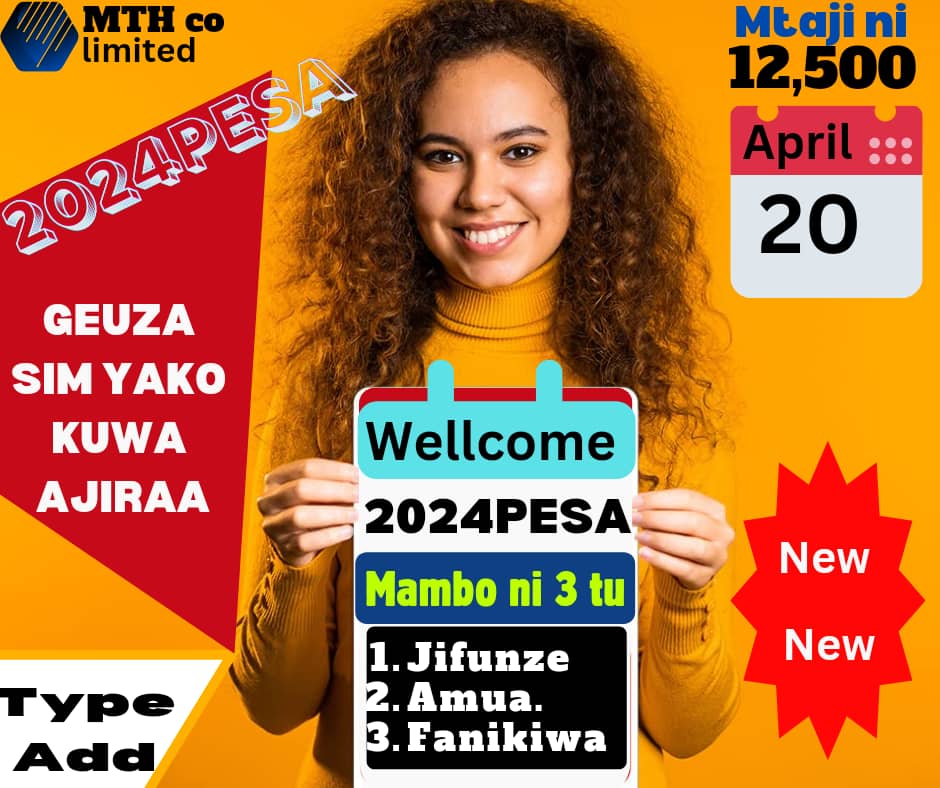 MTH co
limited
Mtaji ni
12,500
2024PESA
April
20
GEUZA
SIM YAKO
KUWA
AJIRAA
Wellcome
2024PESA
Mambo ni 3 tu
1. Jifunze
2. Amua.
3. Fanikiwa
New
New
Type
Add